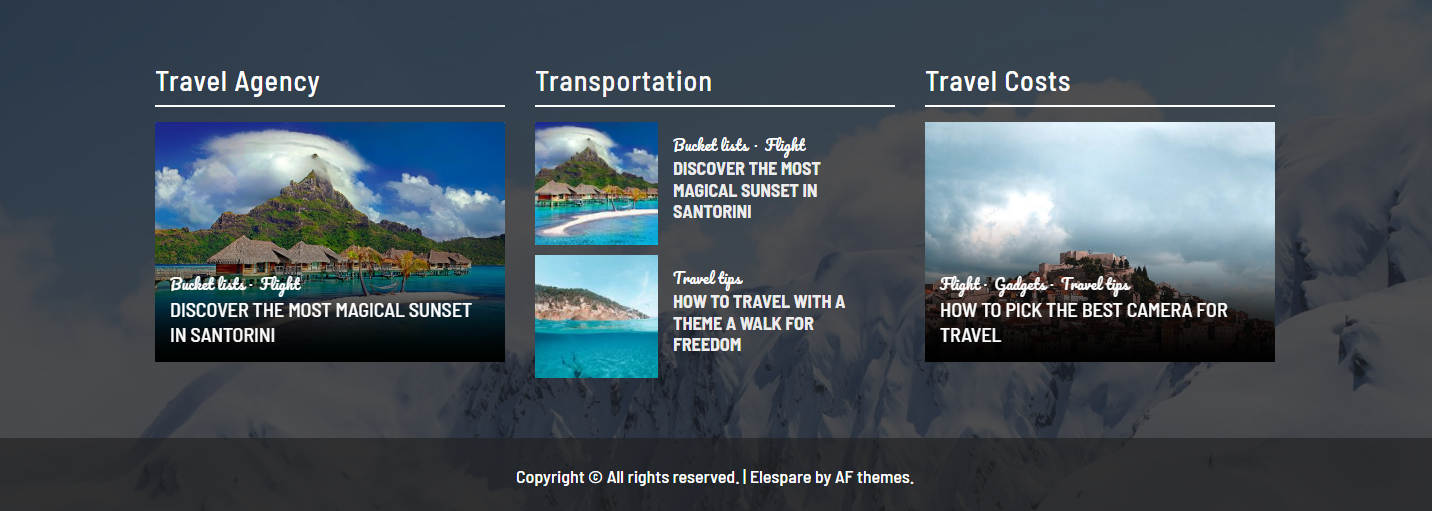 Travel Agency
Bucket lists · Flight
DISCOVER THE MOST MAGICAL SUNSET
IN SANTORINI
Transportation
Bucket lists · Flight
DISCOVER THE MOST
MAGICAL SUNSET IN
SANTORINI
Travel tips
HOW TO TRAVEL WITH A
THEME A WALK FOR
FREEDOM
Travel Costs
Flight · Gadgets · Travel tips
HOW TO PICK THE BEST CAMERA FOR
TRAVEL
Copyright © All rights reserved. | Elespare by AF themes.